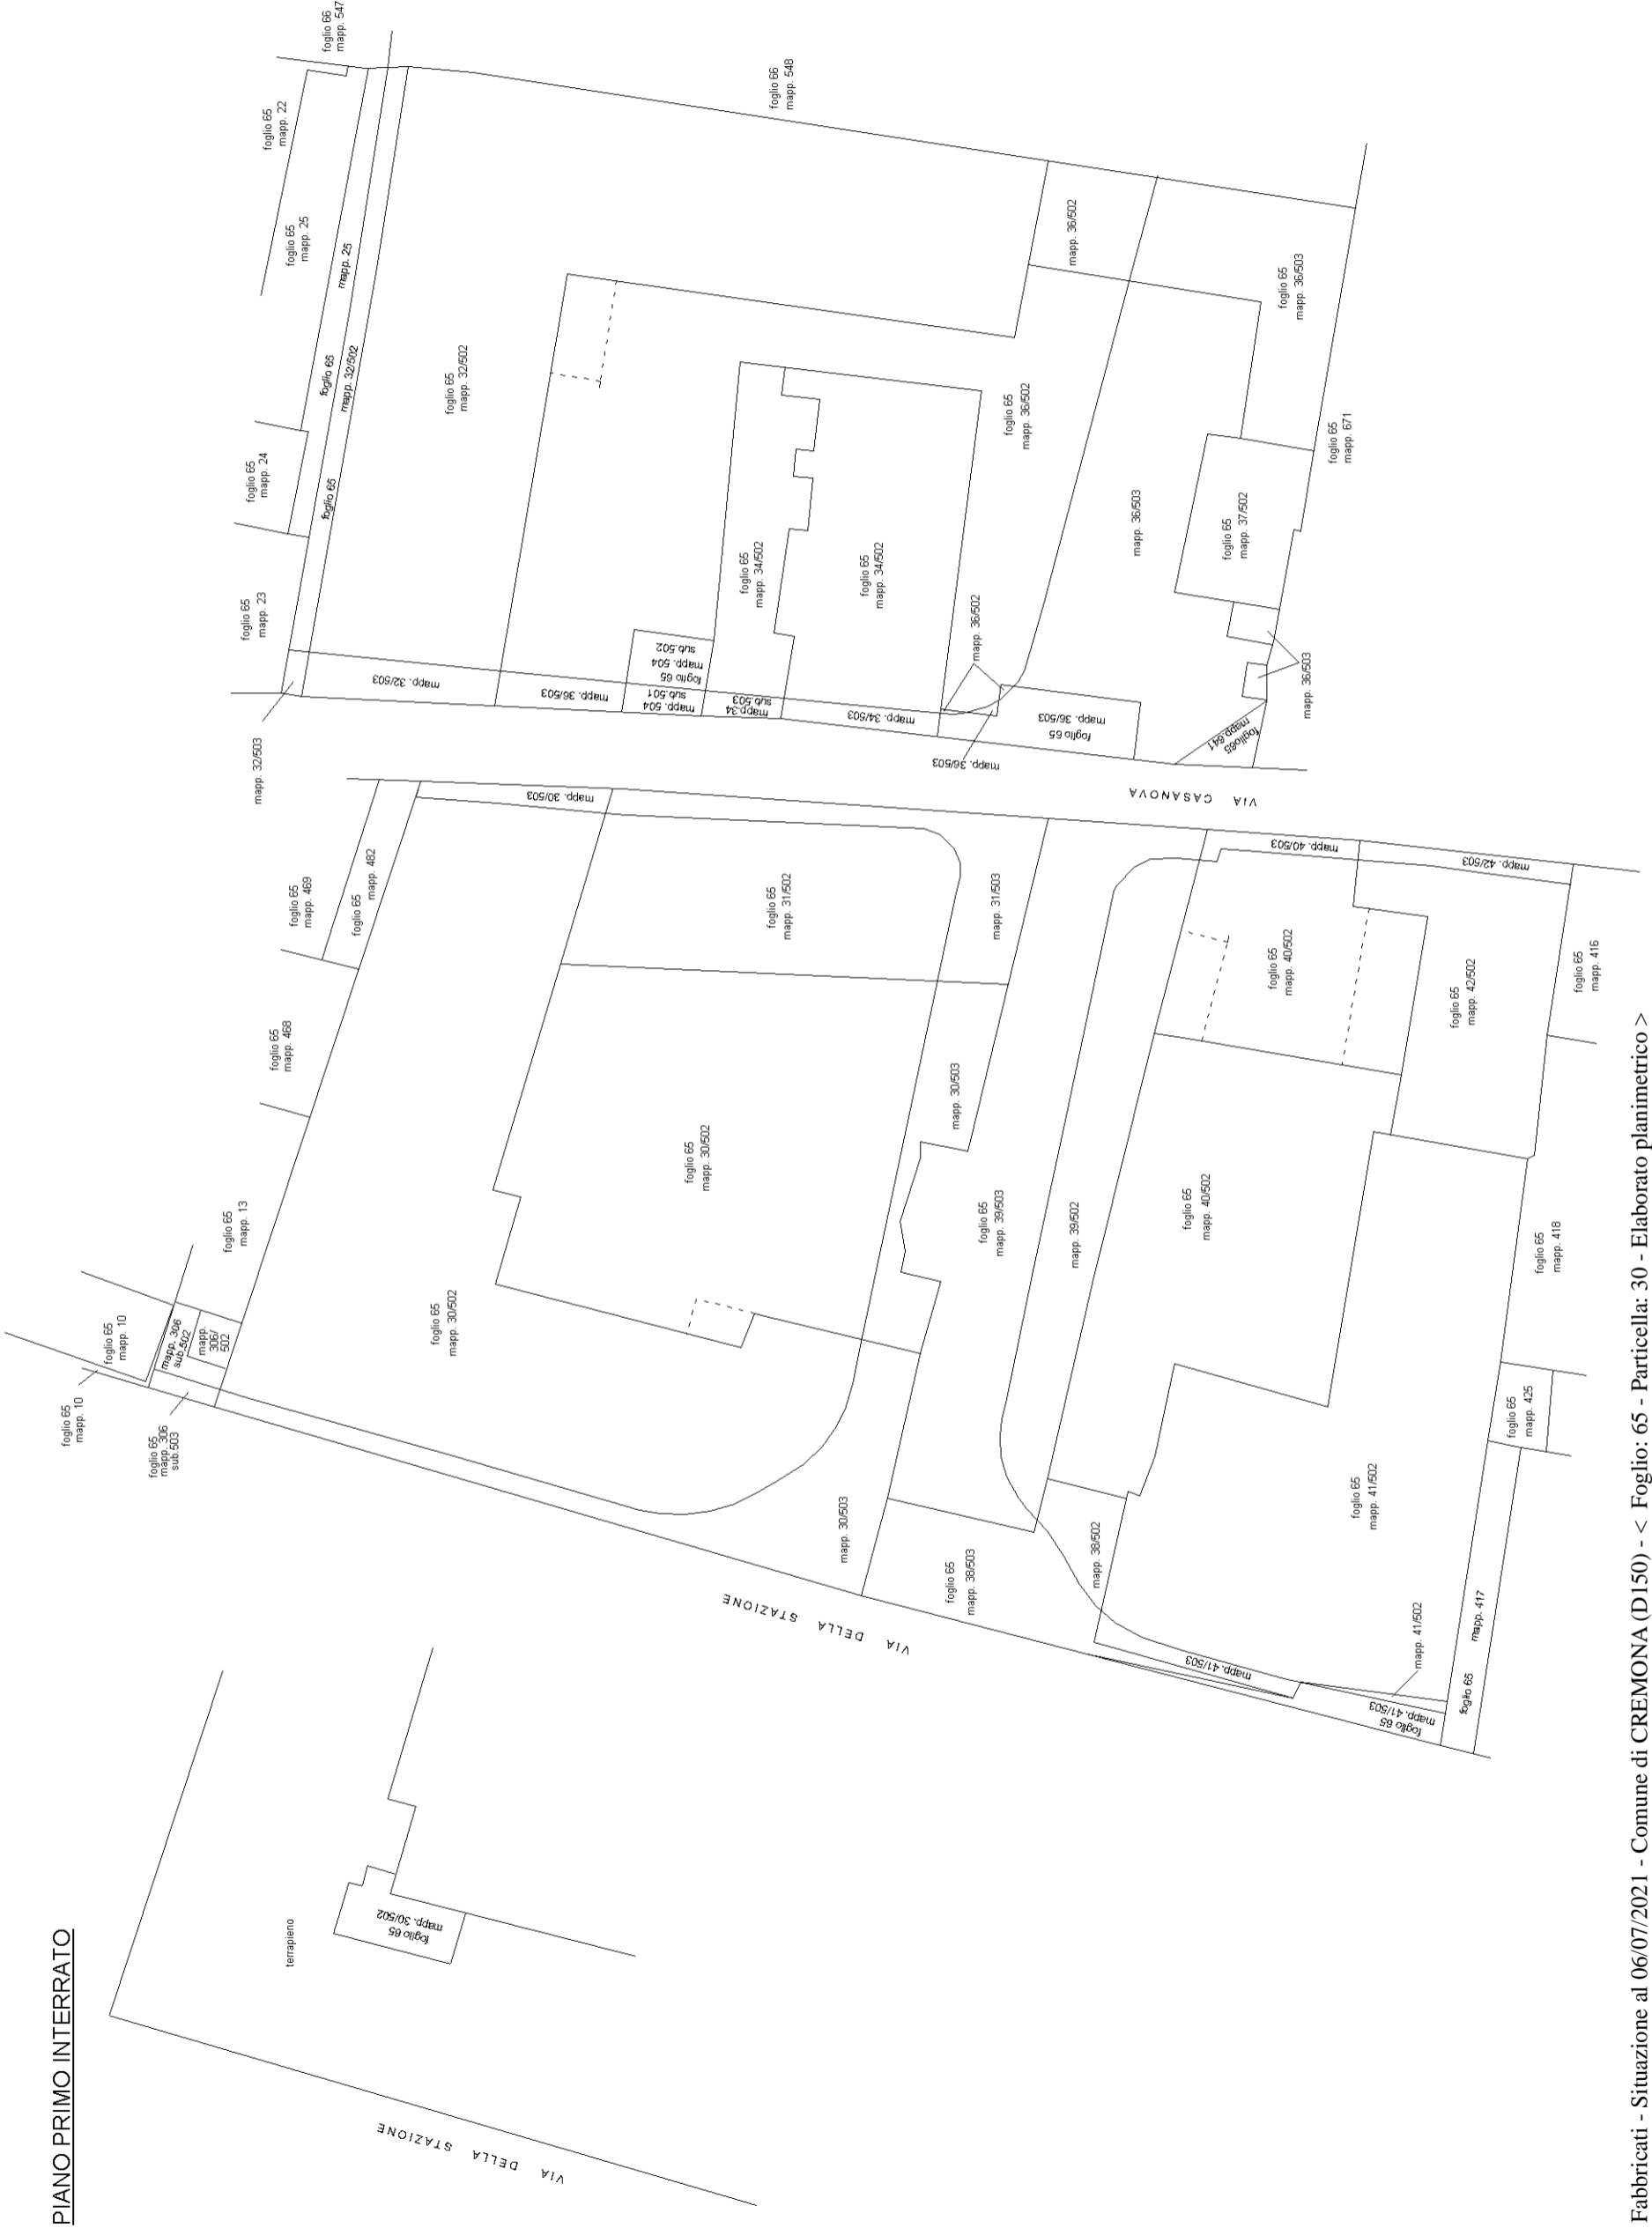 PIANO PRIMO INTERRATO
terrapieno
foglio 65
mapp. 30/502
VIA DELLA STAZIONE
foglio 65
mapp. 10
foglio 65
mapp. 10
foglio 65
mapp. 306
sub.503
mapp. 306
sub.502
mapp.
306/
502
foglio 65
mapp. 13
foglio 65
mapp. 468
foglio 65
mapp. 469
foglio 65
mapp. 482
foglio 65
mapp. 30/502
foglio 65
mapp. 30/502
mapp. 30/503
foglio 65
mapp. 31/502
mapp. 31/503
mapp. 30/503
mapp. 30/503
VIA DELLA STAZIONE
foglio 65
mapp. 38/503
foglio 65
mapp. 39/503
mapp. 39/502
mapp. 38/502
foglio 65
mapp. 40/502
foglio 65
mapp. 40/502
mapp. 40/503
mapp. 42/503
foglio 65
mapp. 42/502
foglio 65
mapp. 416
foglio 65
mapp. 418
foglio 65
mapp. 425
foglio 65
mapp. 41/502
mapp. 41/503
mapp. 41/502
foglio 65
mapp. 41/503
foglio 65
mapp. 417
VIA CASANOVA
mapp. 32/503
foglio 65
mapp. 23
foglio 65
mapp. 24
foglio 65
mapp. 25
foglio 65
mapp. 22
foglio 66
mapp. 547
foglio 66
mapp. 548
foglio 65
mapp. 25
foglio 65
mapp. 32/502
foglio 65
mapp. 32/502
mapp. 32/503
mapp. 36/503
mapp. 504
sub.501
foglio 65
mapp. 504
sub.502
mapp.34
sub.503
mapp. 34/503
foglio 65
mapp. 34/502
foglio 65
mapp. 34/502
mapp. 36/502
foglio 65
mapp. 36/502
mapp. 36/502
mapp. 36/503
foglio 65
mapp. 36/503
mapp. 36/503
foglio 65
mapp. 36/503
foglio 65
mapp. 37/502
foglio 65
mapp. 671
mapp. 36/503
foglio65
mapp.641
Fabbricati - Situazione al 06/07/2021 - Comune di CREMONA (D150) - < Foglio: 65 - Particella: 30 - Elaborato planimetrico >